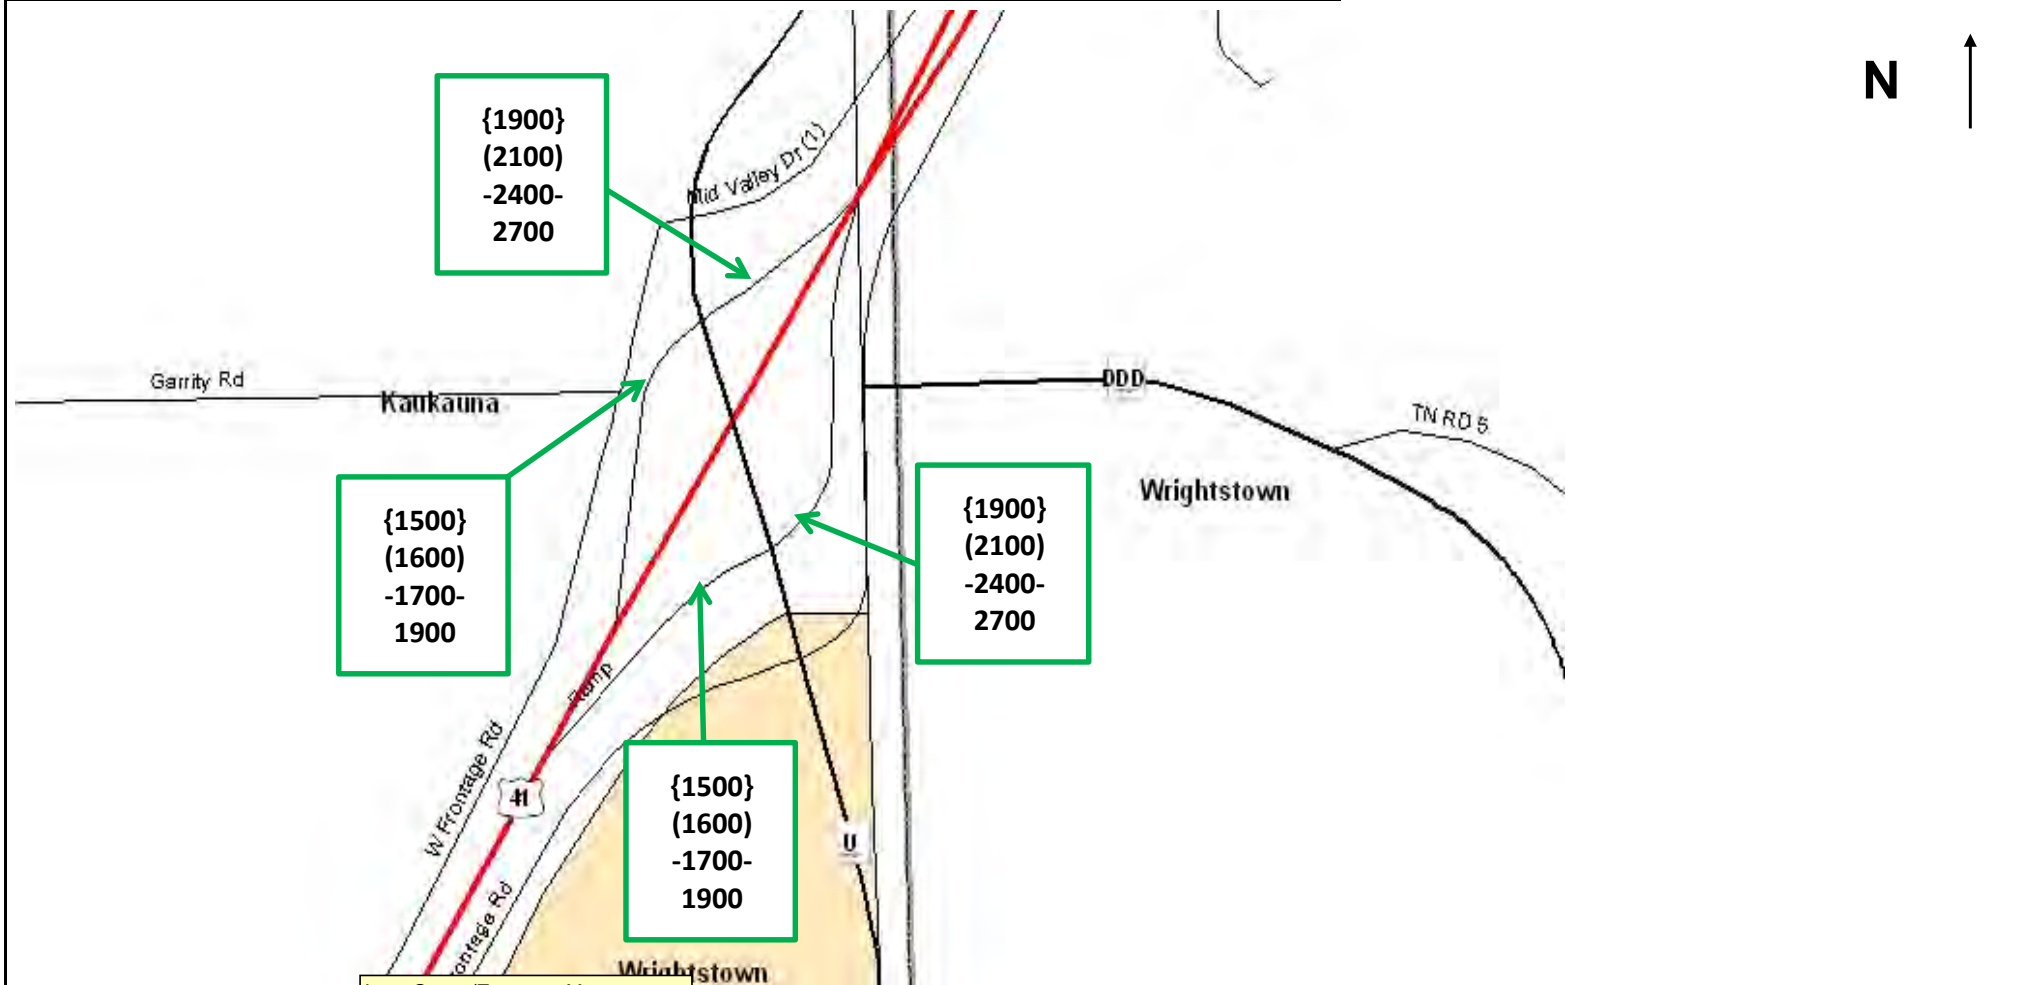 N
{1900}
(2100)
-2400-
2700
Mid Valley Dr (1)
Garrity Rd
Kaukauna
DDD
TN RD 5
Wrightstown
{1500}
(1600)
-1700-
1900
{1900}
(2100)
-2400-
2700
Ramp
W Frontage Rd
41
{1500}
(1600)
-1700-
1900
U
ontage Rd
Wrightstown